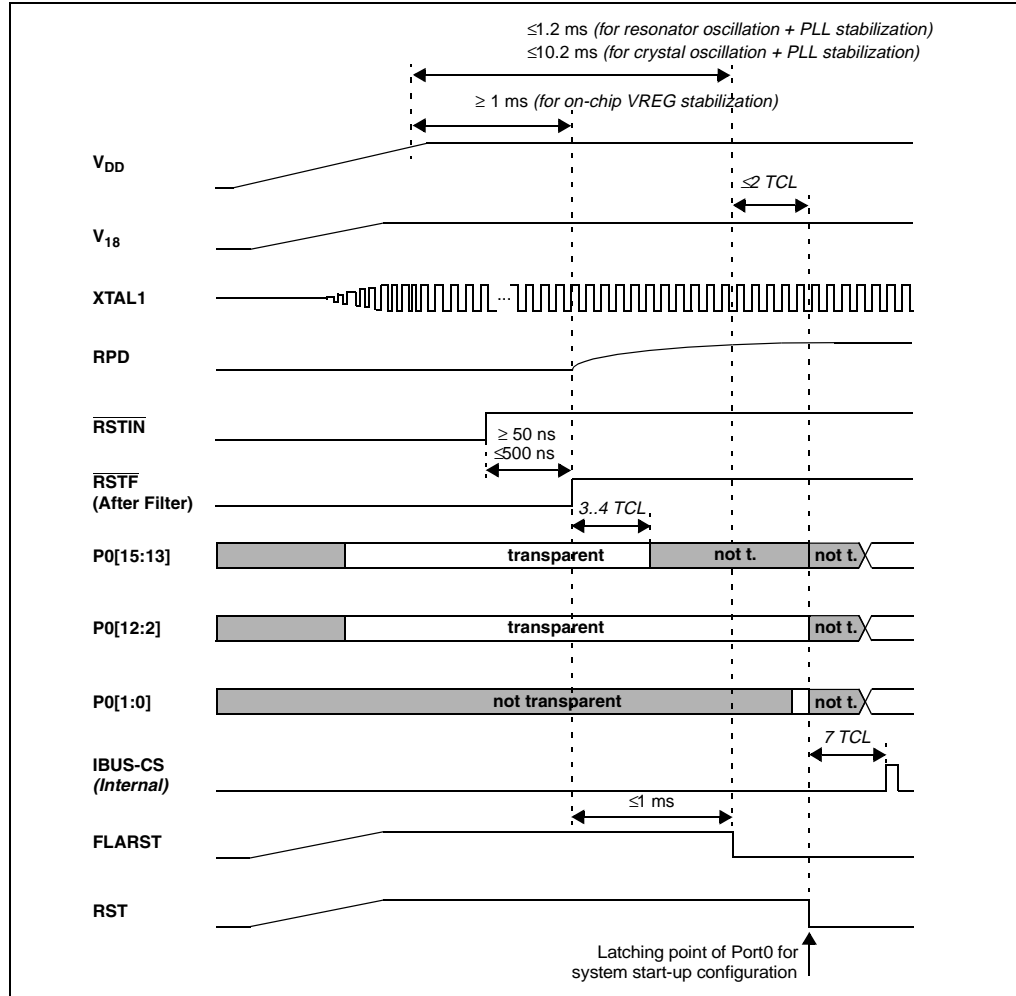 ≤1.2 ms (for resonator oscillation + PLL stabilization)
≤10.2 ms (for crystal oscillation + PLL stabilization)
≥ 1 ms (for on-chip VREG stabilization)
VDD
≤2 TCL
V18
XTAL1
...
RPD
RSTIN
≥ 50 ns
≤500 ns
RSTF
(After Filter)
3..4 TCL
P0[15:13] transparent not t. not t.
P0[12:2] transparent not t.
P0[1:0] not transparent not t.
7 TCL
IBUS-CS
(Internal)
≤1 ms
FLARST
RST
Latching point of Port0 for
system start-up configuration